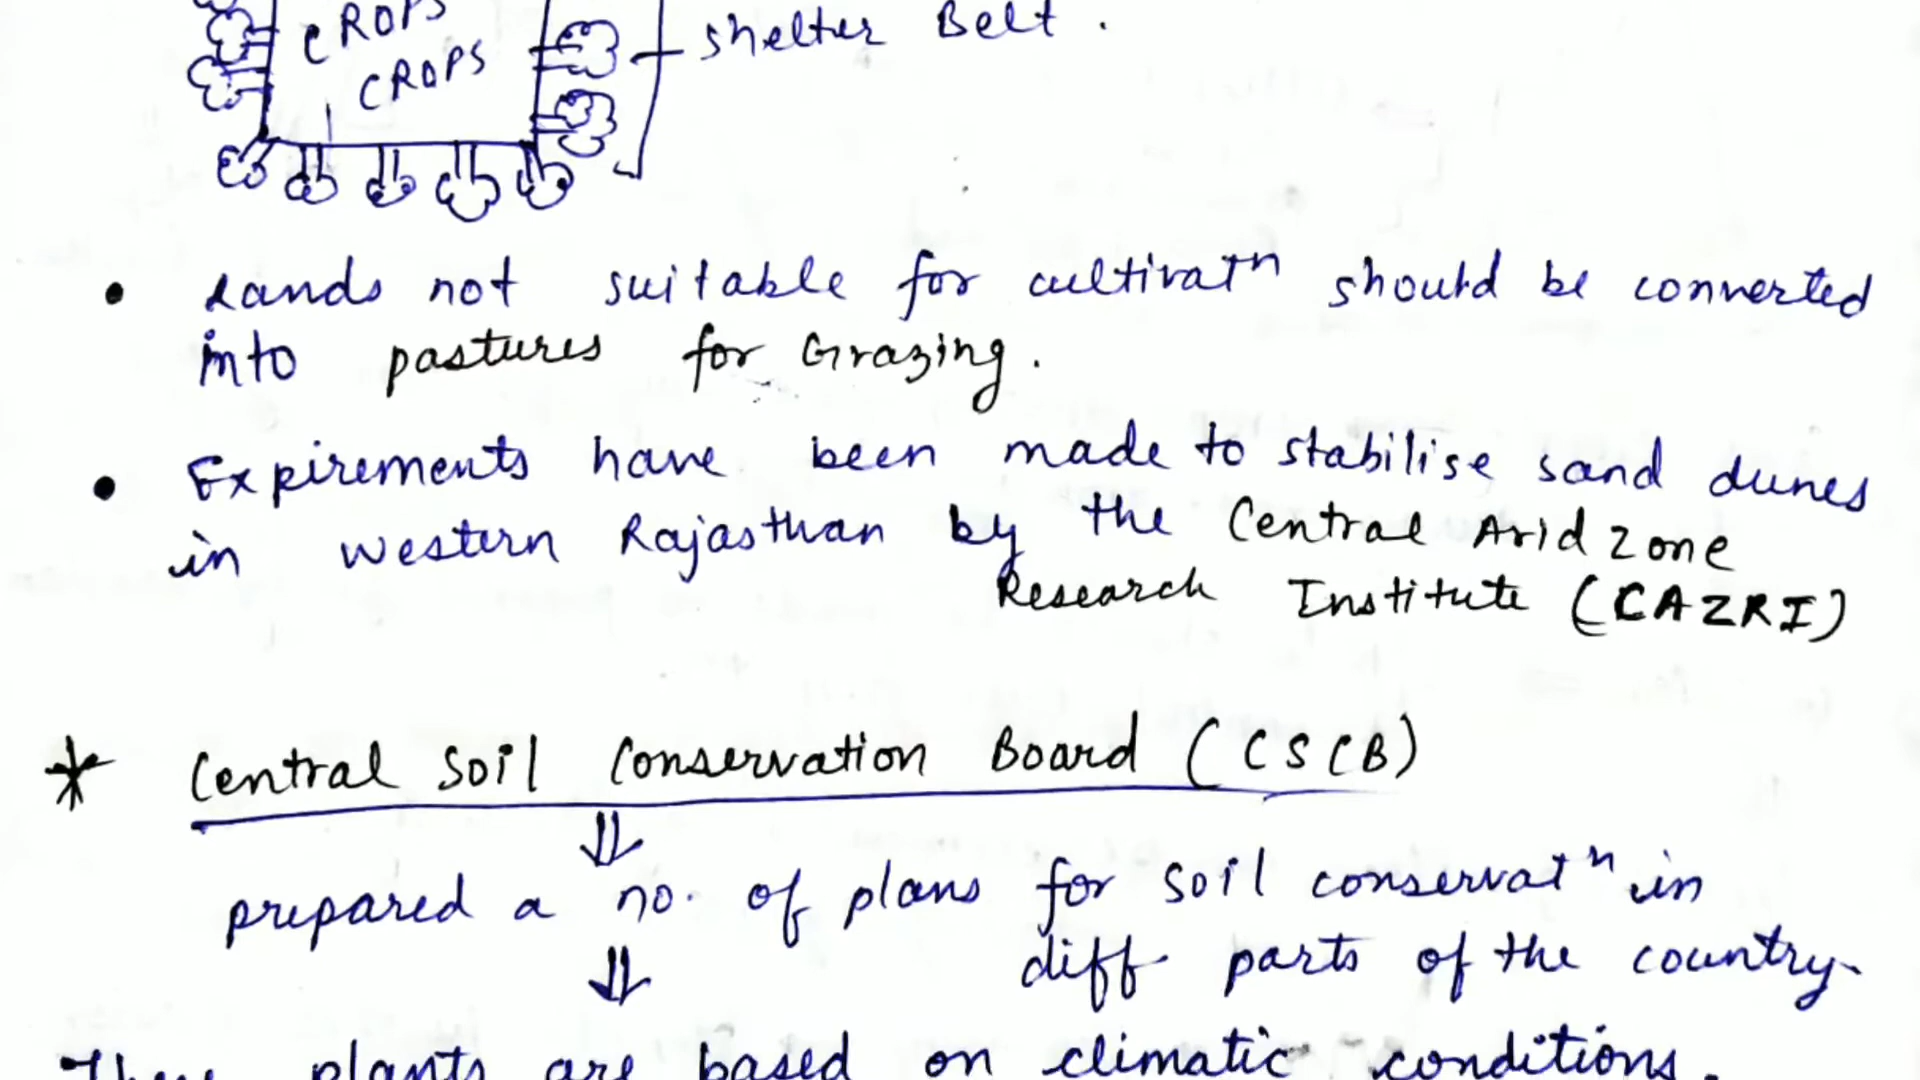 CROPS
CROPS
shelter Belt.
• Lands not suitable for cultivatⁿ should be converted
into pastures for Grazing.
• Expirements have been made to stabilise sand dunes
in western Rajasthan by the Central Arid Zone
Research Institute (CAZRI)
* Central Soil Conservation Board (CSCB)
⇓
prepared a no. of plans for soil conservatⁿ in
diff parts of the country.
⇓
These plants are based on climatic conditions.